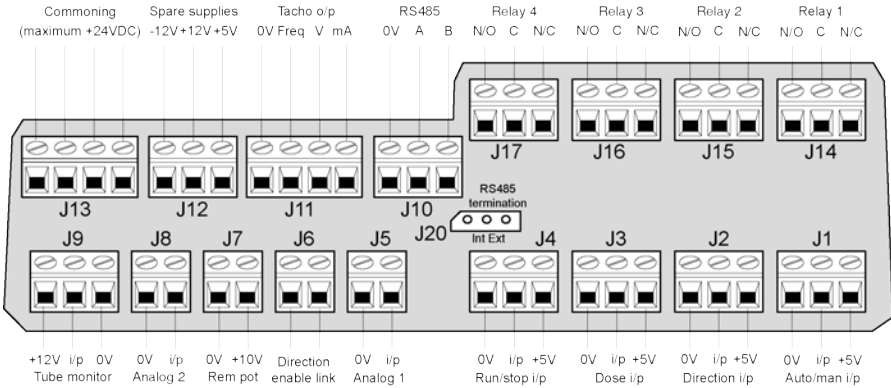 Commoning Spare supplies Tacho o/p RS485 Relay 4 Relay 3 Relay 2 Relay 1
(maximum +24VDC) -12V +12V +5V 0V Freq V mA 0V A B N/O C N/C N/O C N/C N/O C N/C N/O C N/C
J17 J16 J15 J14
J13 J12 J11 J10
RS485
termination
J20
Int Ext
J9 J8 J7 J6 J5 J4 J3 J2 J1
+12V i/p 0V 0V i/p 0V +10V Direction 0V i/p 0V i/p +5V 0V i/p +5V 0V i/p +5V 0V i/p +5V
Tube monitor Analog 2 Rem pot enable link Analog 1 Run/stop i/p Dose i/p Direction i/p Auto/man i/p